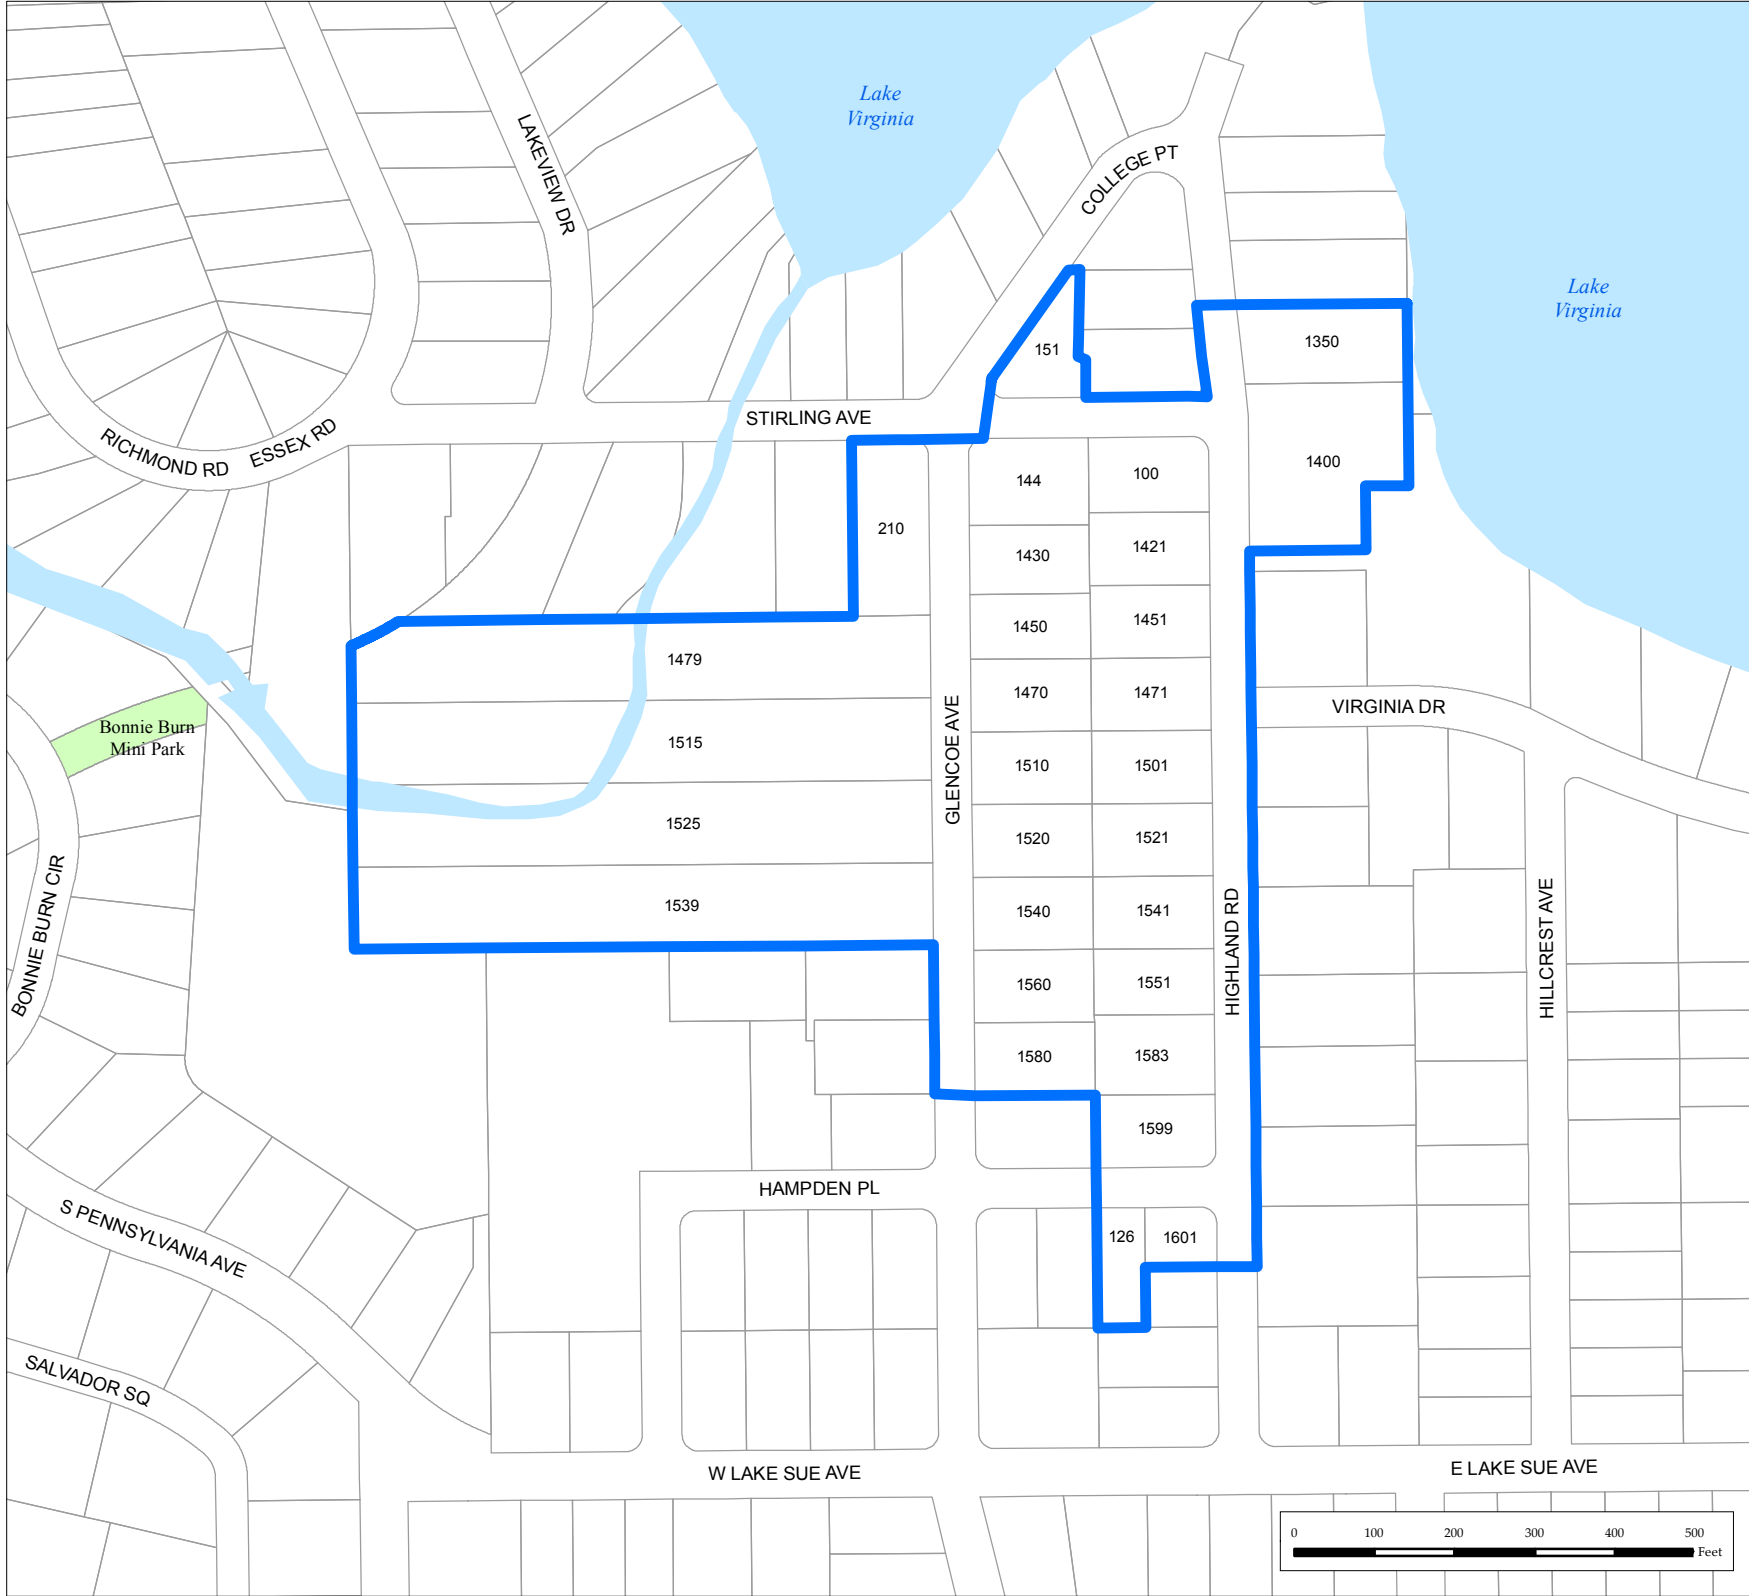 Lake
Virginia
LAKEVIEW DR
COLLEGE PT
Lake
Virginia
151
1350
STIRLING AVE
RICHMOND RD
ESSEX RD
144
100
1400
210
1430
1421
1450
1451
1479
1470
1471
Bonnie Burn
Mini Park
GLENCOE AVE
VIRGINIA DR
1515
1510
1501
1525
1520
1521
BONNIE BURN CIR
1539
1540
1541
HIGHLAND RD
HILLCREST AVE
1560
1551
1580
1583
1599
HAMPDEN PL
S PENNSYLVANIA AVE
126
1601
SALVADOR SQ
W LAKE SUE AVE
E LAKE SUE AVE
0 100 200 300 400 500
Feet